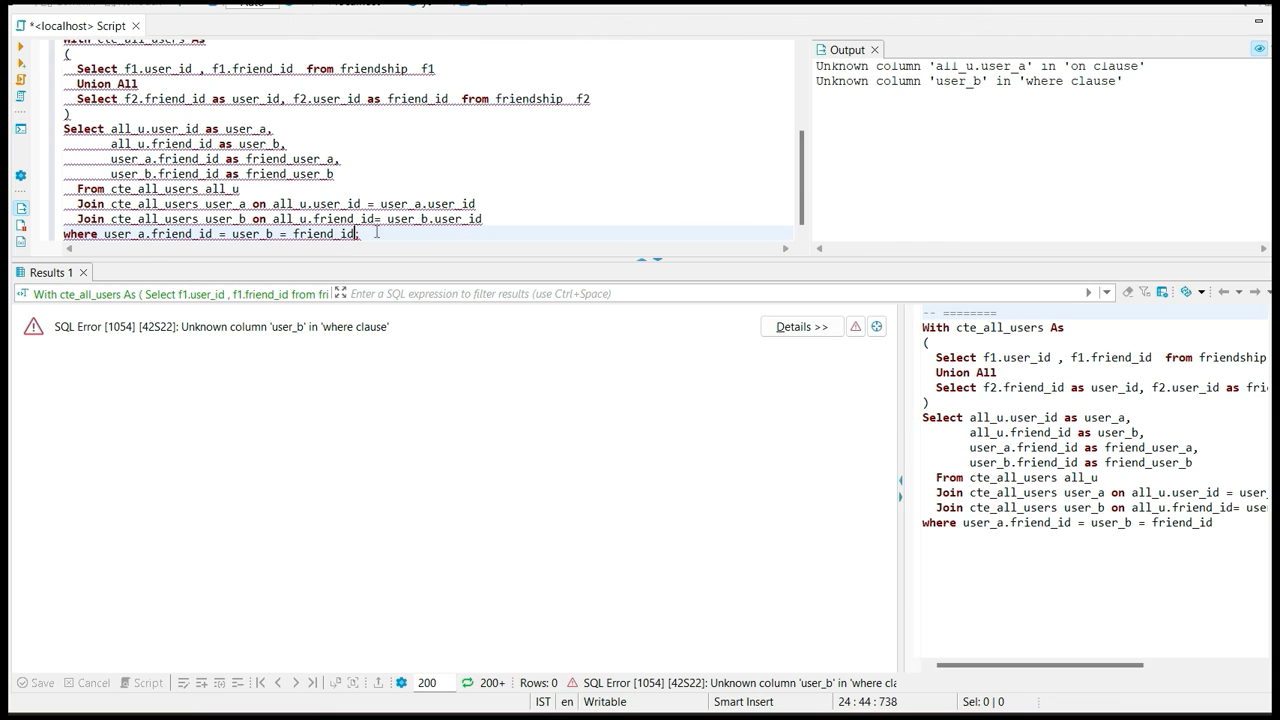 *<localhost> Script
With cte_all_users As
(
Select f1.user_id , f1.friend_id from friendship f1
Union All
Select f2.friend_id as user_id, f2.user_id as friend_id from friendship f2
)
Select all_u.user_id as user_a,
all_u.friend_id as user_b,
user_a.friend_id as friend_user_a,
user_b.friend_id as friend_user_b
From cte_all_users all_u
Join cte_all_users user_a on all_u.user_id = user_a.user_id
Join cte_all_users user_b on all_u.friend_id= user_b.user_id
where user_a.friend_id = user_b = friend_id;
Output
Unknown column 'all_u.user_a' in 'on clause'
Unknown column 'user_b' in 'where clause'
Results 1
With cte_all_users As ( Select f1.user_id , f1.friend_id from fri
Enter a SQL expression to filter results (use Ctrl+Space)
SQL Error [1054] [42S22]: Unknown column 'user_b' in 'where clause'
Details >>
-- ========
With cte_all_users As
(
Select f1.user_id , f1.friend_id from friendship
Union All
Select f2.friend_id as user_id, f2.user_id as frie
)
Select all_u.user_id as user_a,
all_u.friend_id as user_b,
user_a.friend_id as friend_user_a,
user_b.friend_id as friend_user_b
From cte_all_users all_u
Join cte_all_users user_a on all_u.user_id = user_
Join cte_all_users user_b on all_u.friend_id= use
where user_a.friend_id = user_b = friend_id
Save Cancel Script 200 200+ Rows: 0 SQL Error [1054] [42S22]: Unknown column 'user_b' in 'where cla
IST en Writable Smart Insert 24 : 44 : 738 Sel: 0 | 0